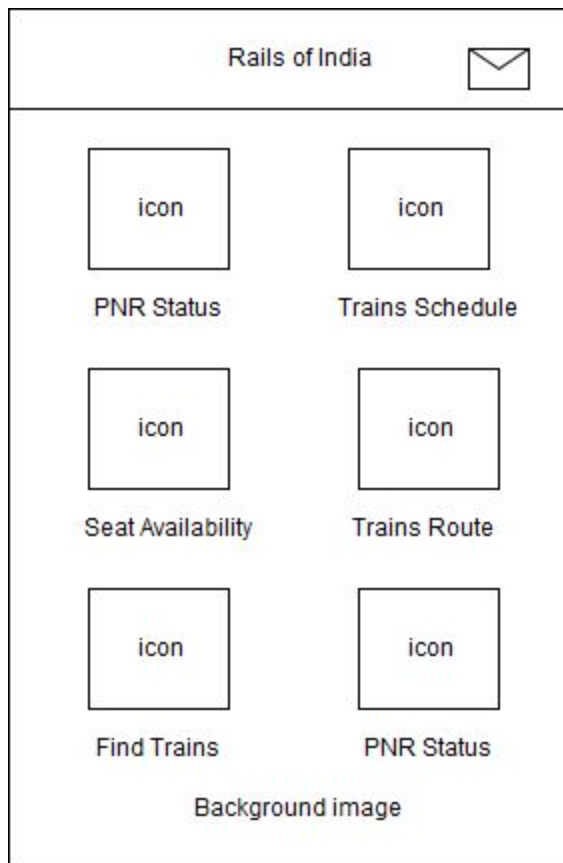 Rails of India
icon icon
PNR Status Trains Schedule
icon icon
Seat Availability Trains Route
icon icon
Find Trains PNR Status
Background image